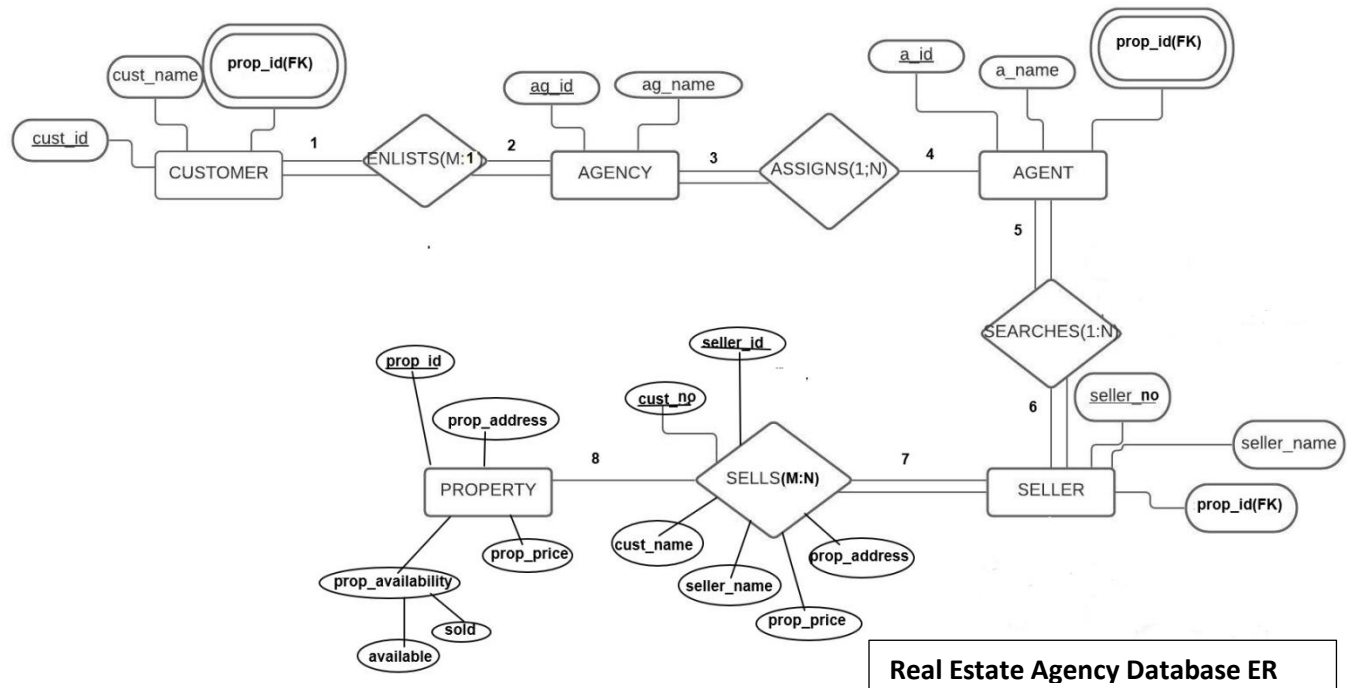 cust_id
cust_name
prop_id(FK)
CUSTOMER
1
ENLISTS(M:1)
2
ag_id
ag_name
AGENCY
3
ASSIGNS(1;N)
4
a_id
a_name
prop_id(FK)
AGENT
5
SEARCHES(1:N)
6
seller_no
seller_name
prop_id(FK)
SELLER
7
seller_id
cust_no
SELLS(M:N)
cust_name
seller_name
prop_price
prop_address
8
prop_id
prop_address
PROPERTY
prop_price
prop_availability
sold
available
Real Estate Agency Database ER